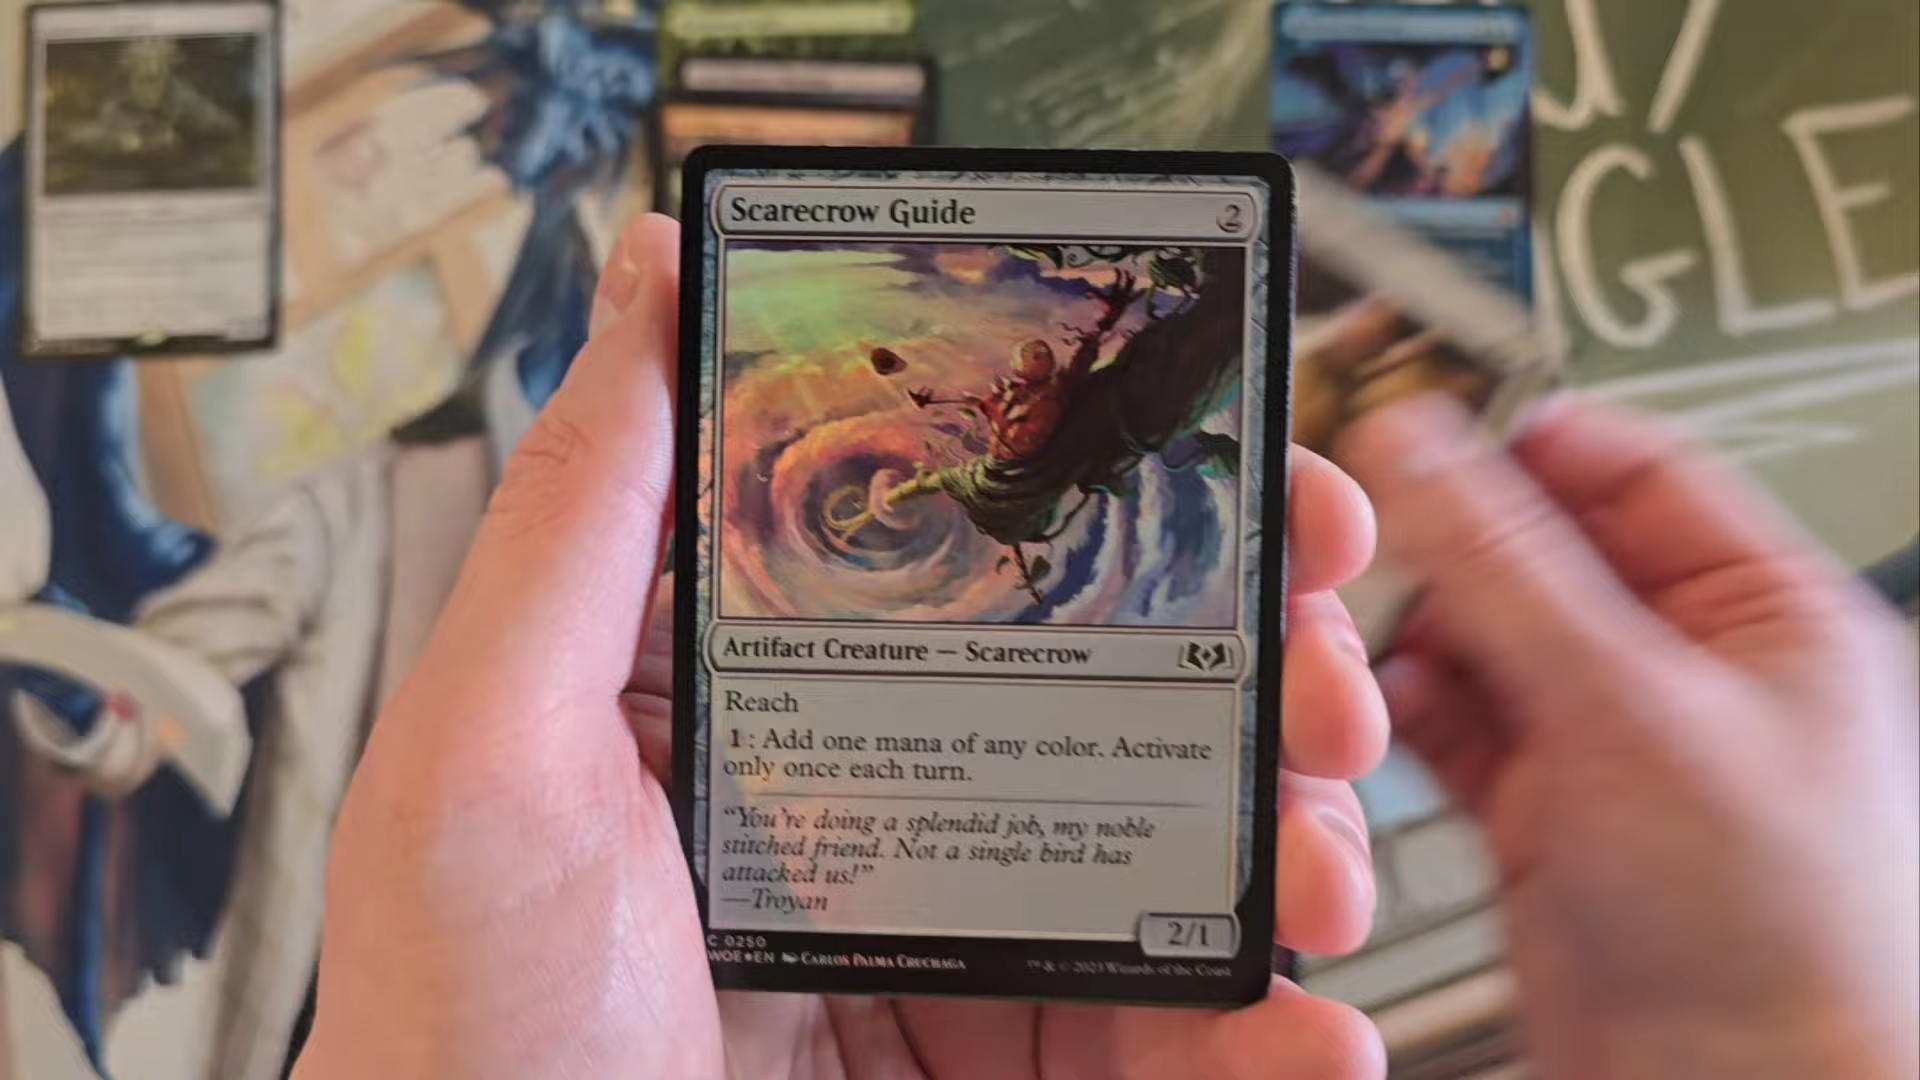 GLE
Scarecrow Guide 2
Artifact Creature — Scarecrow
Reach
1: Add one mana of any color. Activate
only once each turn.
“You're doing a splendid job, my noble
stitched friend. Not a single bird has
attacked us!”
—Troyan
2/1
C 0250
WOE★EN Carlos Palma Cruchaga
™ & © 2023 Wizards of the Coast